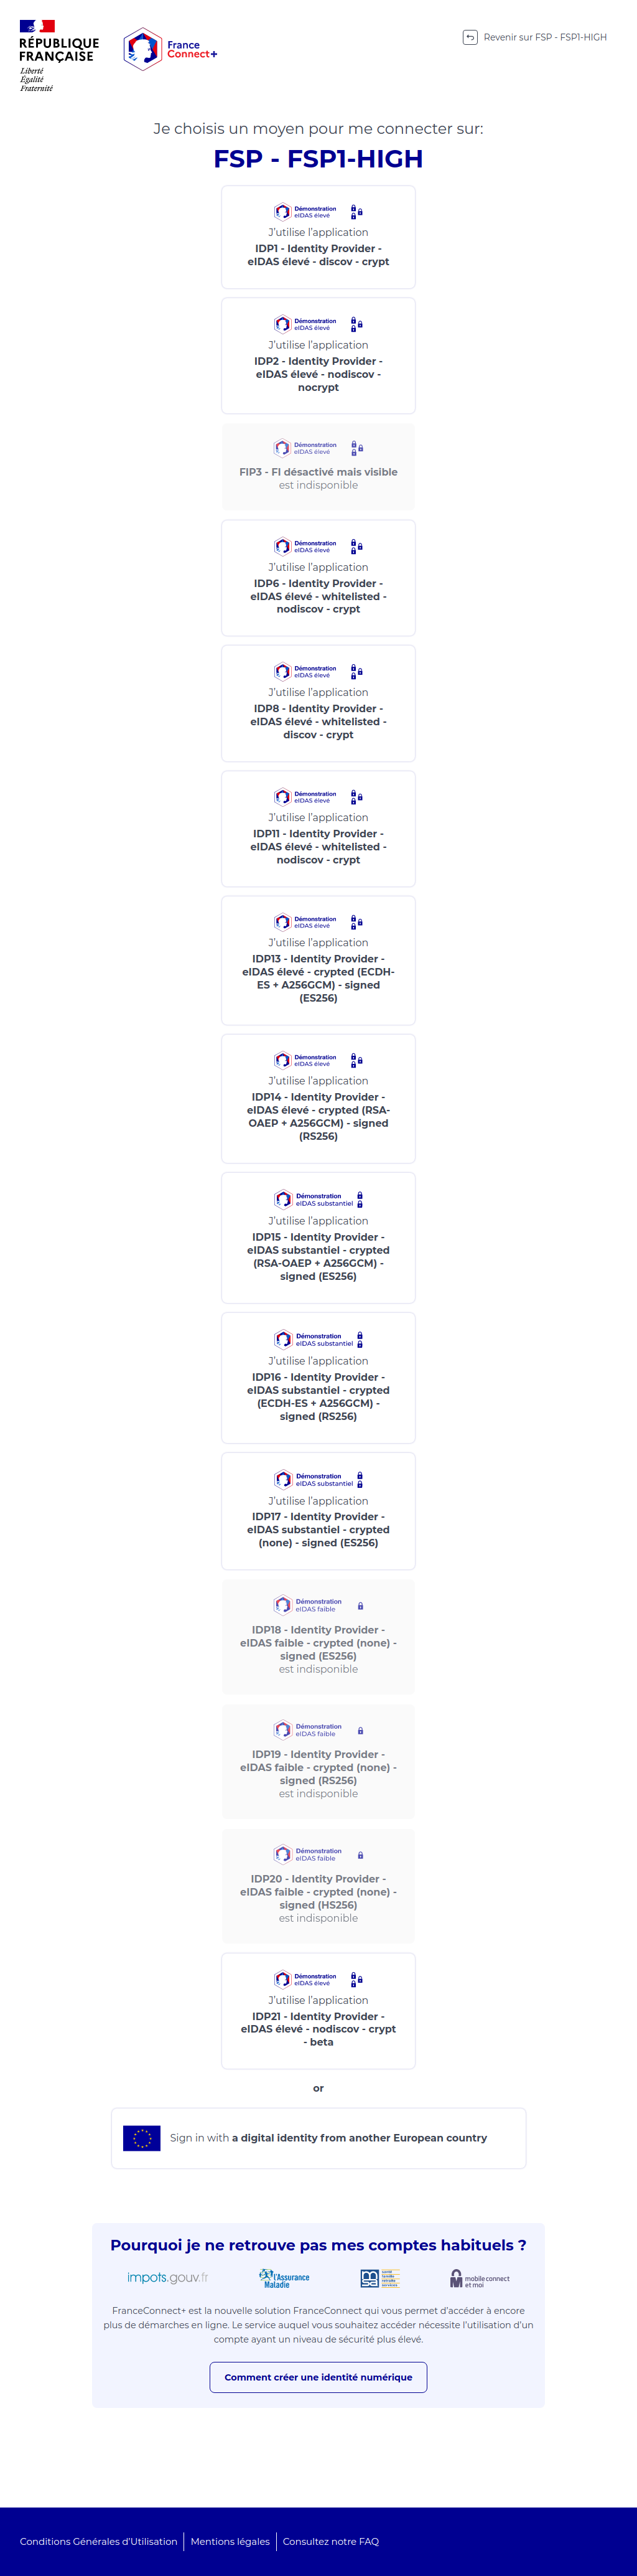 RÉPUBLIQUE
FRANÇAISE
Liberté
Égalité
Fraternité
France
Connect+
Revenir sur FSP - FSP1-HIGH
Je choisis un moyen pour me connecter sur:
FSP - FSP1-HIGH
Démonstration
eIDAS élevé
J’utilise l’application
IDP1 - Identity Provider -
eIDAS élevé - discov - crypt
Démonstration
eIDAS élevé
J’utilise l’application
IDP2 - Identity Provider -
eIDAS élevé - nodiscov -
nocrypt
Démonstration
eIDAS élevé
FIP3 - FI désactivé mais visible
est indisponible
Démonstration
eIDAS élevé
J’utilise l’application
IDP6 - Identity Provider -
eIDAS élevé - whitelisted -
nodiscov - crypt
Démonstration
eIDAS élevé
J’utilise l’application
IDP8 - Identity Provider -
eIDAS élevé - whitelisted -
discov - crypt
Démonstration
eIDAS élevé
J’utilise l’application
IDP11 - Identity Provider -
eIDAS élevé - whitelisted -
nodiscov - crypt
Démonstration
eIDAS élevé
J’utilise l’application
IDP13 - Identity Provider -
eIDAS élevé - crypted (ECDH-
ES + A256GCM) - signed
(ES256)
Démonstration
eIDAS élevé
J’utilise l’application
IDP14 - Identity Provider -
eIDAS élevé - crypted (RSA-
OAEP + A256GCM) - signed
(RS256)
Démonstration
eIDAS substantiel
J’utilise l’application
IDP15 - Identity Provider -
eIDAS substantiel - crypted
(RSA-OAEP + A256GCM) -
signed (ES256)
Démonstration
eIDAS substantiel
J’utilise l’application
IDP16 - Identity Provider -
eIDAS substantiel - crypted
(ECDH-ES + A256GCM) -
signed (RS256)
Démonstration
eIDAS substantiel
J’utilise l’application
IDP17 - Identity Provider -
eIDAS substantiel - crypted
(none) - signed (ES256)
Démonstration
eIDAS faible
IDP18 - Identity Provider -
eIDAS faible - crypted (none) -
signed (ES256)
est indisponible
Démonstration
eIDAS faible
IDP19 - Identity Provider -
eIDAS faible - crypted (none) -
signed (RS256)
est indisponible
Démonstration
eIDAS faible
IDP20 - Identity Provider -
eIDAS faible - crypted (none) -
signed (HS256)
est indisponible
Démonstration
eIDAS élevé
J’utilise l’application
IDP21 - Identity Provider -
eIDAS élevé - nodiscov - crypt
- beta
or
Sign in with a digital identity from another European country
Pourquoi je ne retrouve pas mes comptes habituels ?
impots.gouv.fr
l'Assurance
Maladie
santé
famille
retraite
services
mobileconnect
et moi
FranceConnect+ est la nouvelle solution FranceConnect qui vous permet d’accéder à encore
plus de démarches en ligne. Le service auquel vous souhaitez accéder nécessite l’utilisation d’un
compte ayant un niveau de sécurité plus élevé.
Comment créer une identité numérique
Conditions Générales d’Utilisation
Mentions légales
Consultez notre FAQ